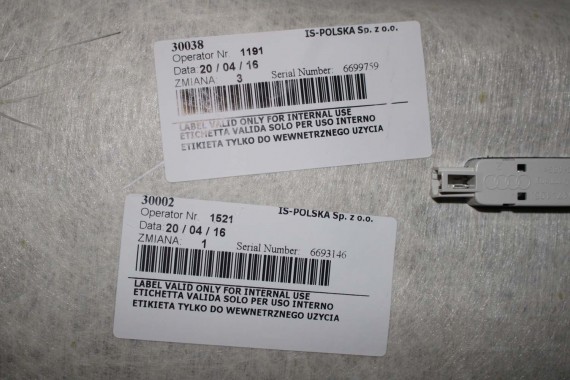 30038 IS-POLSKA Sp. z o.o.
Operator Nr. 1191
Data: 20 / 04 / 16
ZMIANA: 3 Serial Number: 6699759
LABEL VALID ONLY FOR INTERNAL USE
ETICHETTA VALIDA SOLO PER USO INTERNO
ETIKIETA TYLKO DO WEWNETRZNEGO UZYCIA
30002 IS-POLSKA Sp. z o.o.
Operator Nr. 1521
Data: 20 / 04 / 16
ZMIANA: 1 Serial Number: 6693146
LABEL VALID ONLY FOR INTERNAL USE
ETICHETTA VALIDA SOLO PER USO INTERNO
ETIKIETA TYLKO DO WEWNETRZNEGO UZYCIA